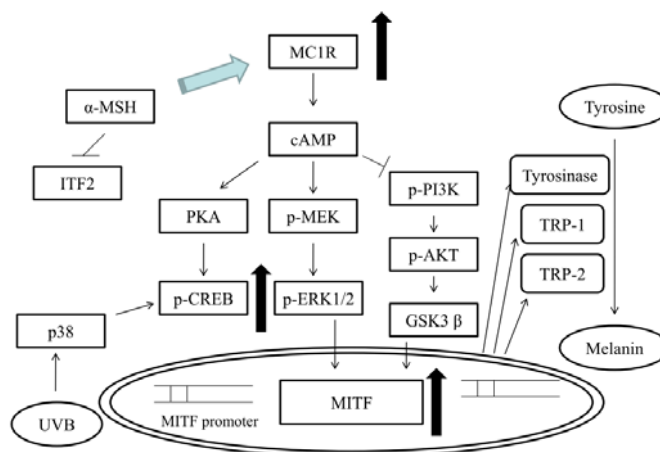 MC1R
α-MSH
Tyrosine
cAMP
ITF2
Tyrosinase
p-PI3K
PKA
p-MEK
TRP-1
p-AKT
TRP-2
p-CREB
p-ERK1/2
p38
GSK3 β
Melanin
MITF
MITF promoter
UVB